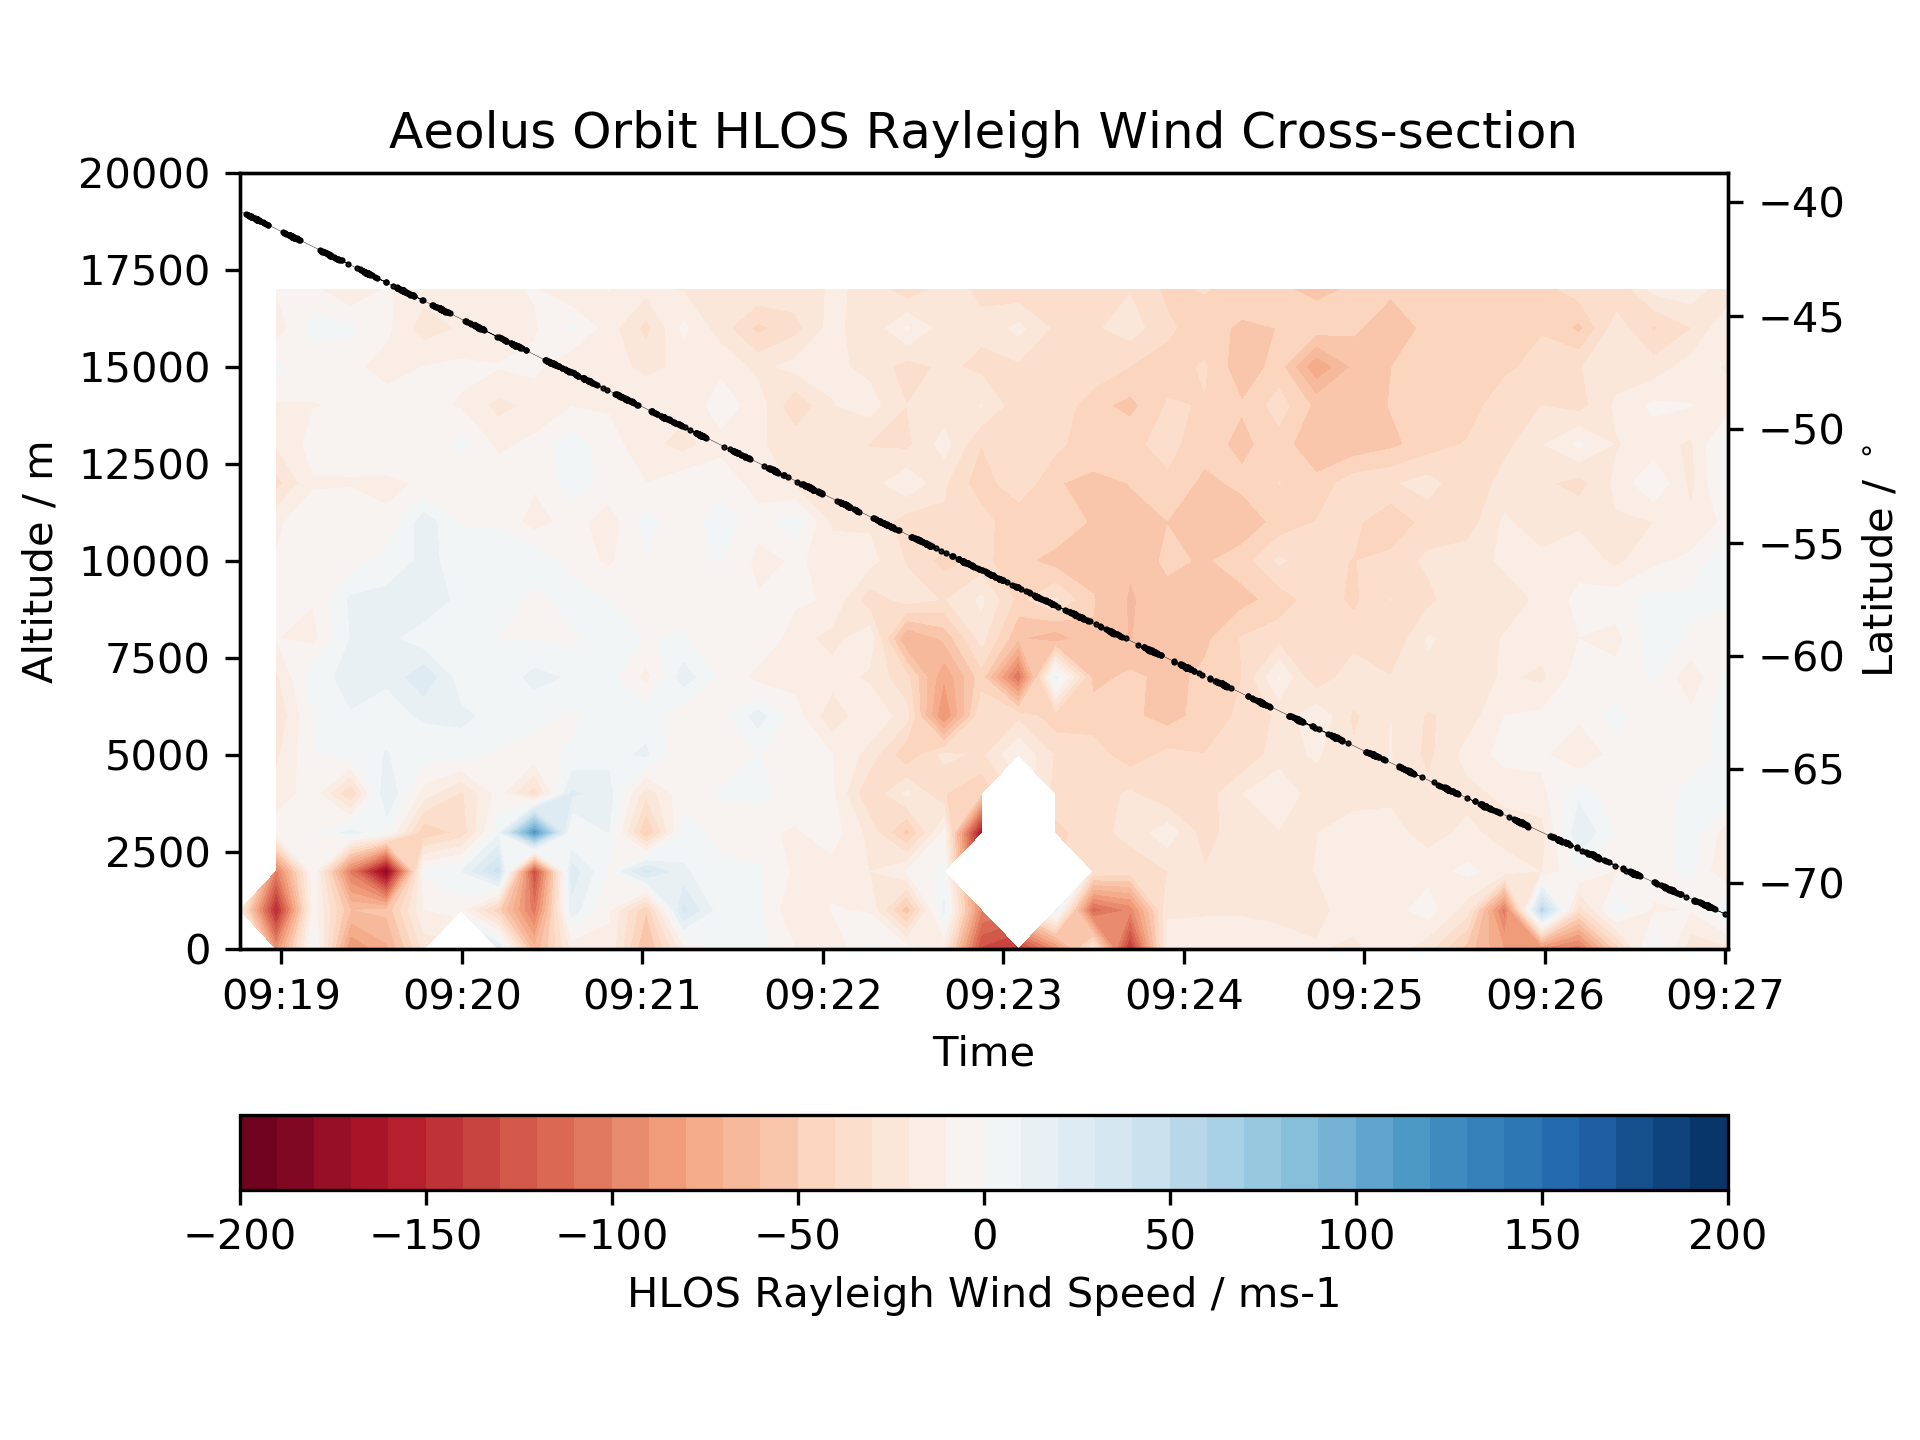 Aeolus Orbit HLOS Rayleigh Wind Cross-section
20000
17500
15000
12500
10000
7500
5000
2500
0
Altitude / m
−40
−45
−50
−55
−60
−65
−70
Latitude / °
09:19 09:20 09:21 09:22 09:23 09:24 09:25 09:26 09:27
Time
−200 −150 −100 −50 0 50 100 150 200
HLOS Rayleigh Wind Speed / ms-1